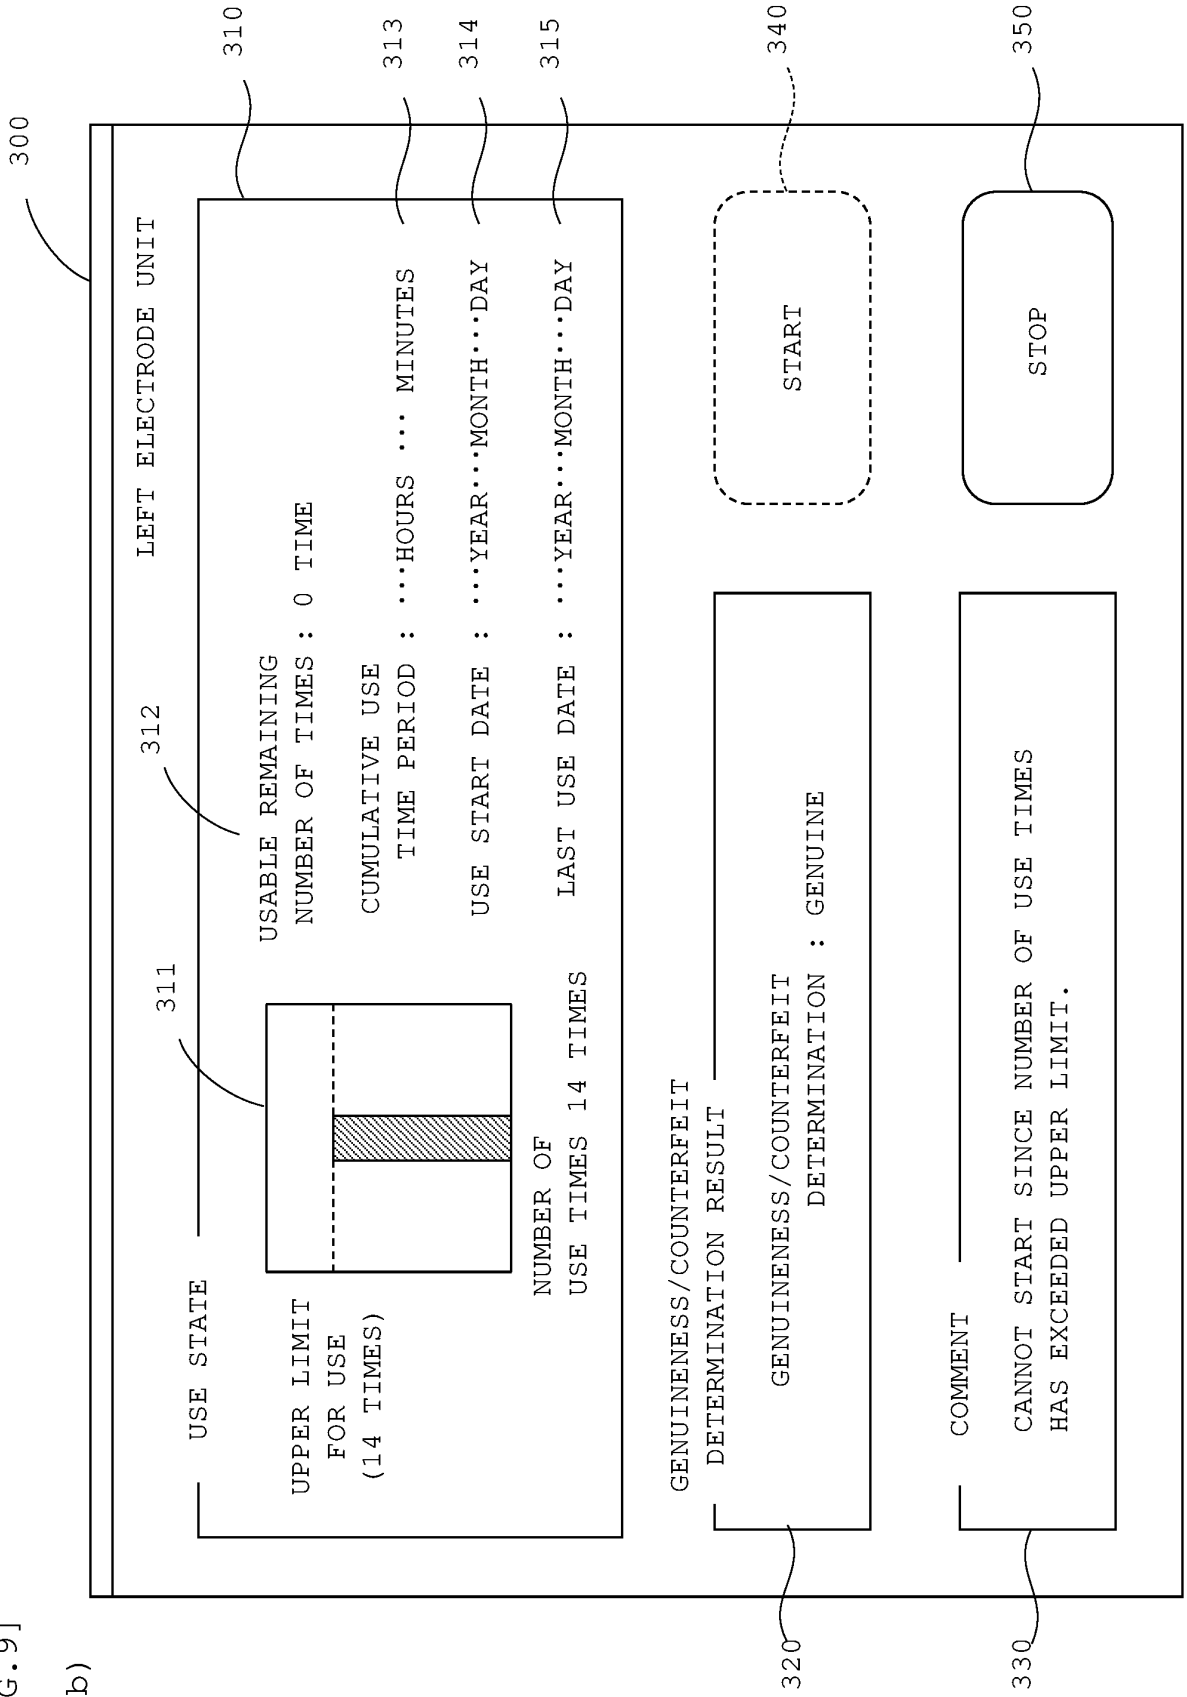 G.9]
b)
300
LEFT ELECTRODE UNIT
310
USE STATE
311
312
UPPER LIMIT
FOR USE
(14 TIMES)
NUMBER OF
USE TIMES 14 TIMES
USABLE REMAINING
NUMBER OF TIMES : 0 TIME
CUMULATIVE USE
TIME PERIOD : ···HOURS ··· MINUTES
313
USE START DATE : ···YEAR···MONTH···DAY
314
LAST USE DATE : ···YEAR···MONTH···DAY
315
GENUINENESS/COUNTERFEIT
DETERMINATION RESULT
GENUINENESS/COUNTERFEIT
DETERMINATION : GENUINE
320
START
340
COMMENT
CANNOT START SINCE NUMBER OF USE TIMES
HAS EXCEEDED UPPER LIMIT.
330
STOP
350